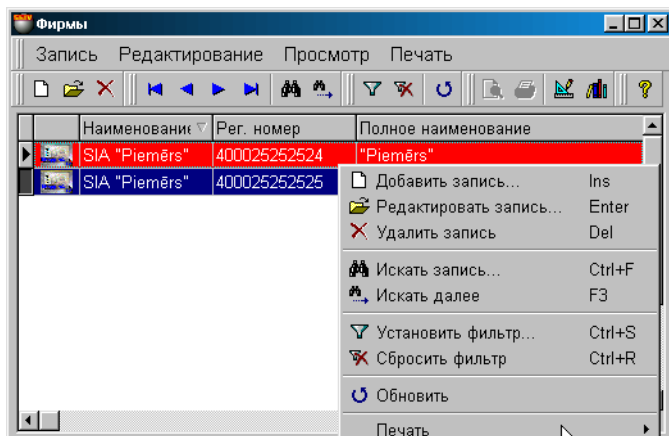 Фирмы
Запись Редактирование Просмотр Печать
Наименование Рег. номер Полное наименование
SIA "Piemērs" 400025252524 "Piemērs"
SIA "Piemērs" 400025252525
Добавить запись... Ins
Редактировать запись... Enter
Удалить запись Del
Искать запись... Ctrl+F
Искать далее F3
Установить фильтр... Ctrl+S
Сбросить фильтр Ctrl+R
Обновить
Печать